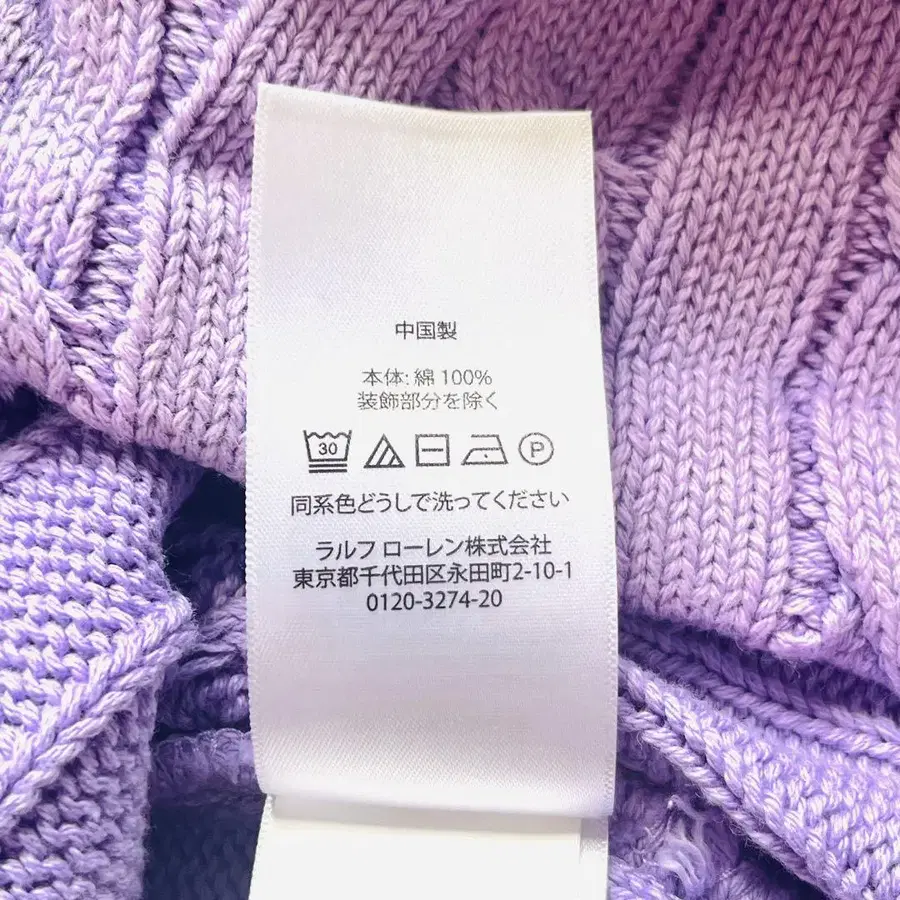 中国製
本体: 綿 100%
装飾部分を除く
30 P
同系色どうしで洗ってください
ラルフ ローレン株式会社
東京都千代田区永田町2-10-1
0120-3274-20